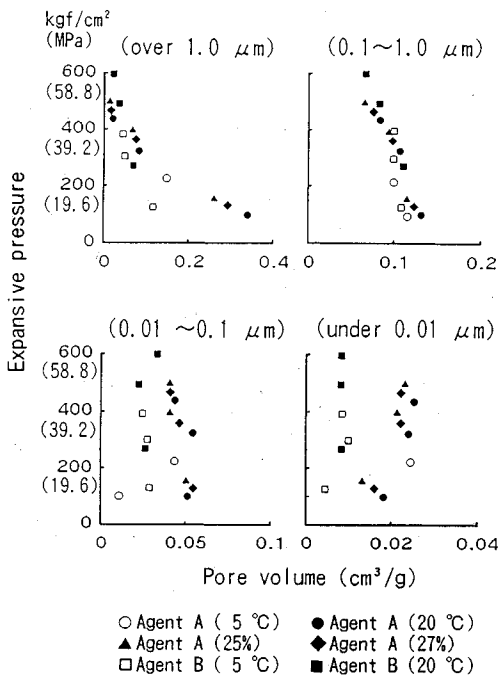 kgf/cm²
(MPa)
(over 1.0 μm)
(0.1~1.0 μm)
600
(58.8)
400
(39.2)
200
(19.6)
0
0
0.2
0.4
0
0.1
0.2
Expansive pressure
(0.01 ~0.1 μm)
(under 0.01 μm)
600
(58.8)
400
(39.2)
200
(19.6)
0
0
0.05
0.1
0
0.02
0.04
Pore volume (cm³/g)
Agent A ( 5 ℃)
Agent A (20 ℃)
Agent A (25%)
Agent A (27%)
Agent B ( 5 ℃)
Agent B (20 ℃)